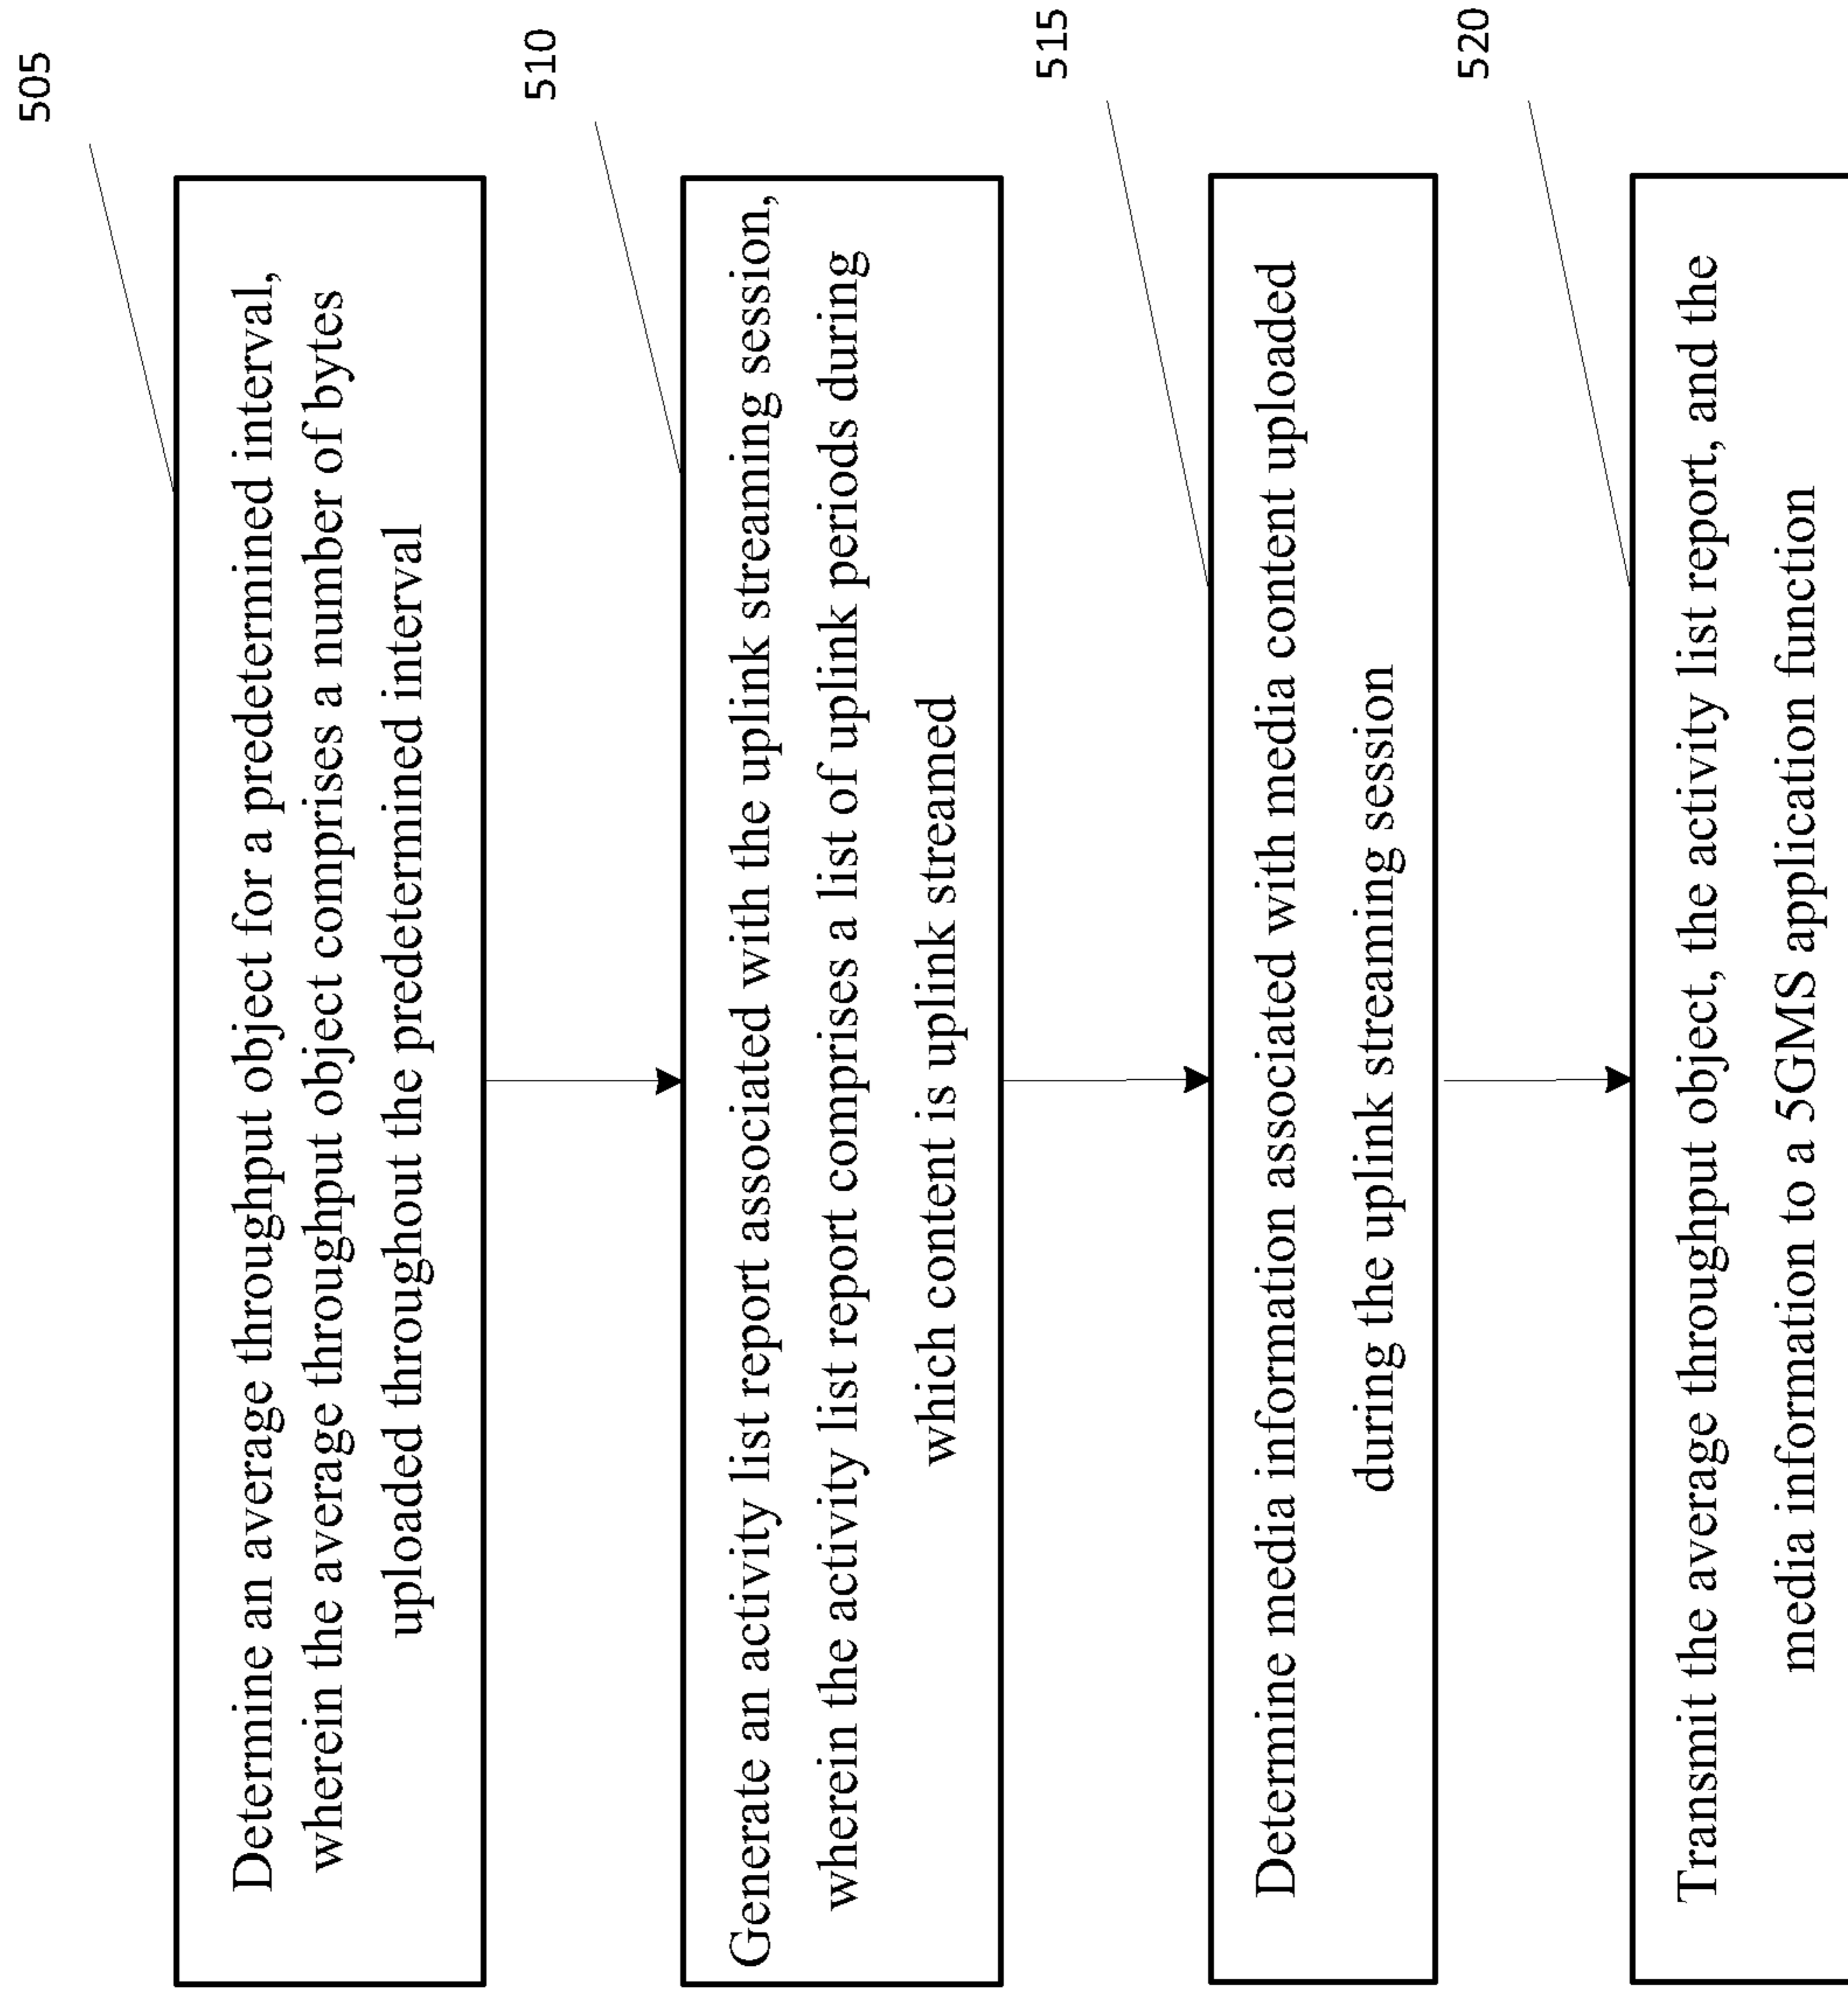 505
Determine an average throughput object for a predetermined interval,
wherein the average throughput object comprises a number of bytes
uploaded throughout the predetermined interval
510
Generate an activity list report associated with the uplink streaming session,
wherein the activity list report comprises a list of uplink periods during
which content is uplink streamed
515
Determine media information associated with media content uploaded
during the uplink streaming session
520
Transmit the average throughput object, the activity list report, and the
media information to a 5GMS application function